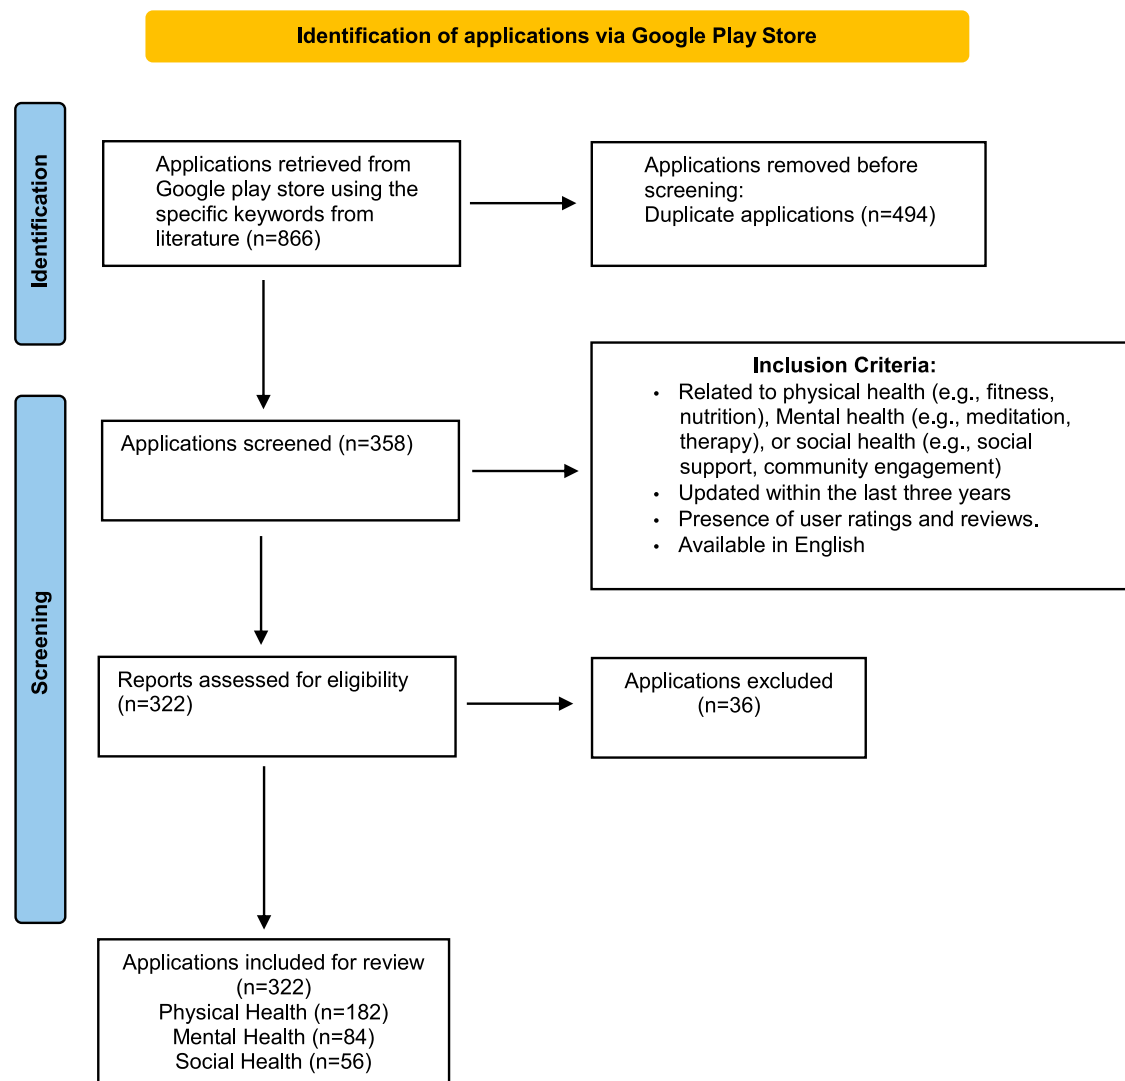 Identification of applications via Google Play Store
Identification
Applications retrieved from
Google play store using the
specific keywords from
literature (n=866)
Applications removed before
screening:
Duplicate applications (n=494)
Screening
Applications screened (n=358)
Inclusion Criteria:
• Related to physical health (e.g., fitness,
nutrition), Mental health (e.g., meditation,
therapy), or social health (e.g., social
support, community engagement)
• Updated within the last three years
• Presence of user ratings and reviews.
• Available in English
Reports assessed for eligibility
(n=322)
Applications excluded
(n=36)
Applications included for review
(n=322)
Physical Health (n=182)
Mental Health (n=84)
Social Health (n=56)